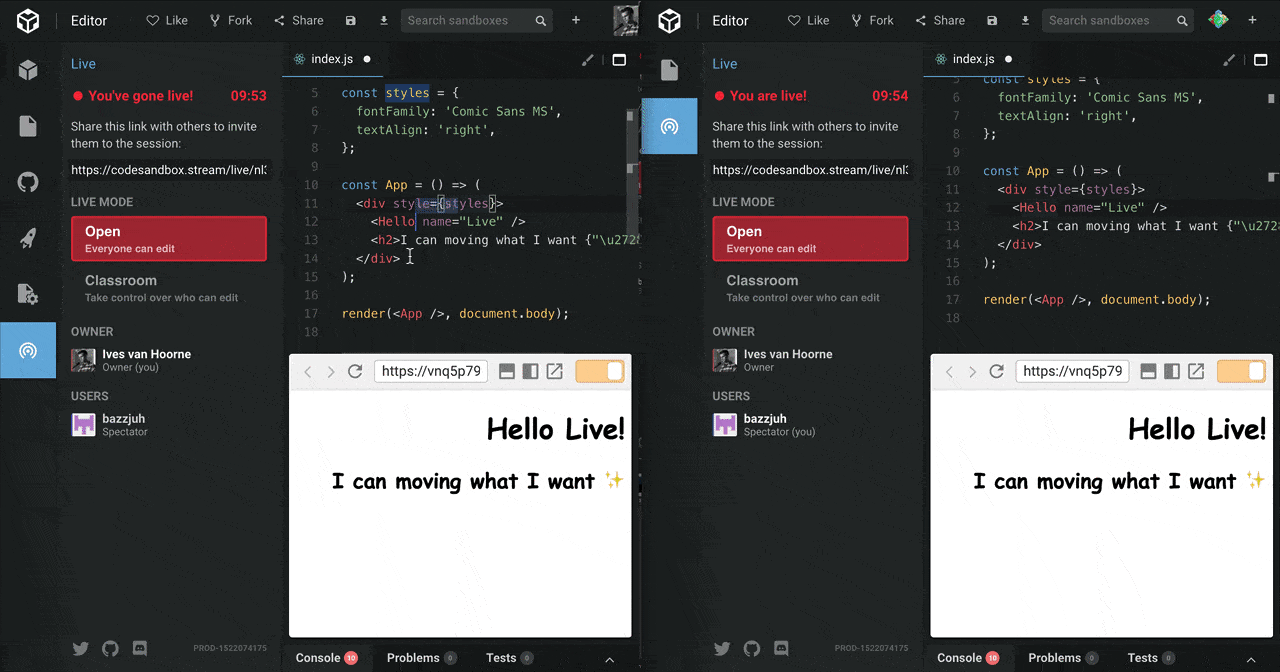 Editor Like Fork Share Search sandboxes +
Live
You've gone live! 09:53
Share this link with others to invite
them to the session:
https://codesandbox.stream/live/nl3
LIVE MODE
Open
Everyone can edit
Classroom
Take control over who can edit
OWNER
Ives van Hoorne
Owner (you)
USERS
bazzjuh
Spectator
PROD-1522074175
index.js
5 const styles = {
6 fontFamily: 'Comic Sans MS',
7 textAlign: 'right',
8 };
9
10 const App = () => (
11 <div style={styles}>
12 <Hello name="Live" />
13 <h2>I can moving what I want {"\u2728
14 </div>
15 );
16
17 render(<App />, document.body);
18
https://vnq5p79
Hello Live!
I can moving what I want ✨
Console 10 Problems 0 Tests 0
Editor Like Fork Share Search sandboxes +
Live
You are live! 09:54
Share this link with others to invite
them to the session:
https://codesandbox.stream/live/nl3
LIVE MODE
Open
Everyone can edit
Classroom
Take control over who can edit
OWNER
Ives van Hoorne
Owner
USERS
bazzjuh
Spectator (you)
PROD-1522074175
index.js
5 const styles = {
6 fontFamily: 'Comic Sans MS',
7 textAlign: 'right',
8 };
9
10 const App = () => (
11 <div style={styles}>
12 <Hello name="Live" />
13 <h2>I can moving what I want {"\u2728
14 </div>
15 );
16
17 render(<App />, document.body);
18
https://vnq5p79
Hello Live!
I can moving what I want ✨
Console 10 Problems 0 Tests 0